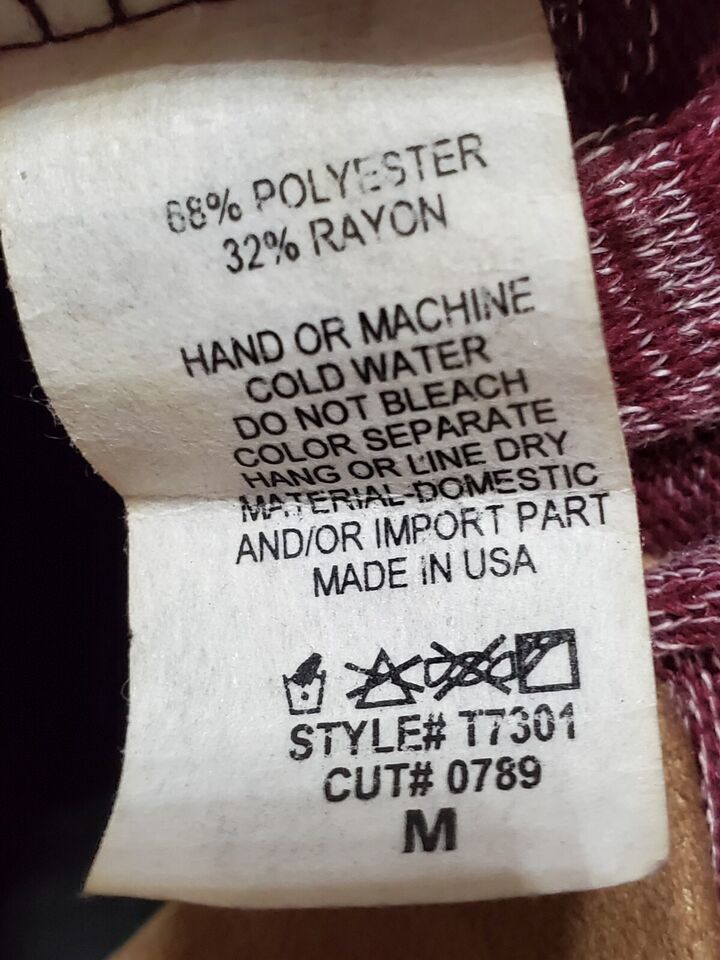 68% POLYESTER
32% RAYON
HAND OR MACHINE
COLD WATER
DO NOT BLEACH
COLOR SEPARATE
HANG OR LINE DRY
MATERIAL-DOMESTIC
AND/OR IMPORT PART
MADE IN USA
STYLE# T7301
CUT# 0789
M